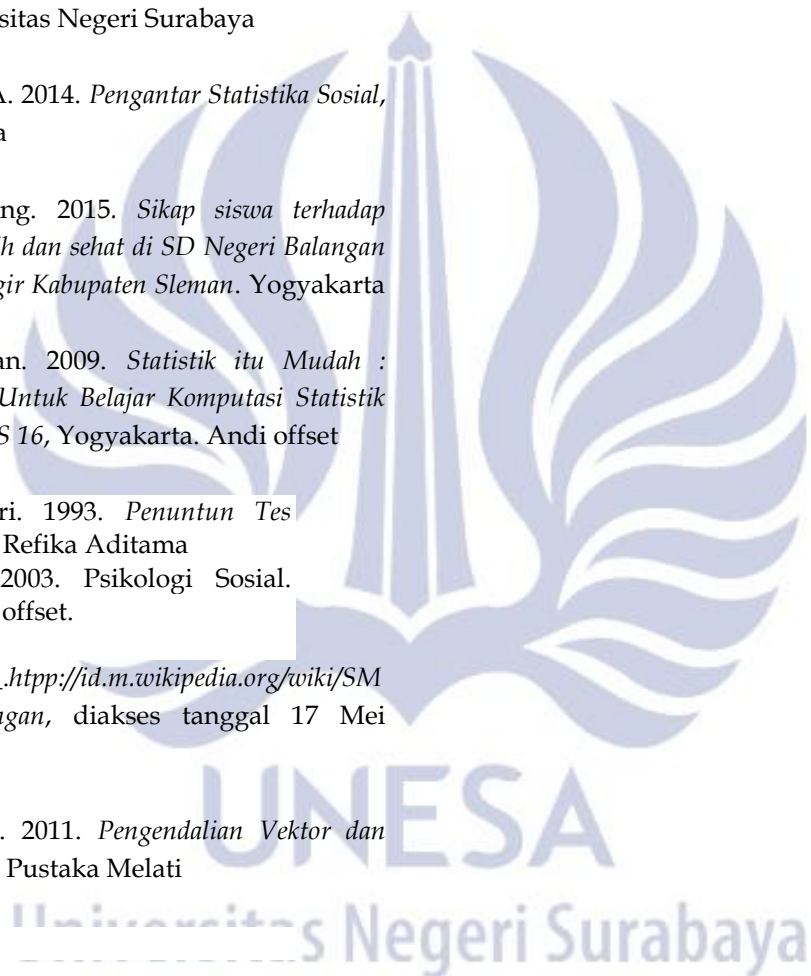 sitas Negeri Surabaya
A. 2014. Pengantar Statistika Sosial,
a
ng. 2015. Sikap siswa terhadap
h dan sehat di SD Negeri Balangan
gir Kabupaten Sleman. Yogyakarta
an. 2009. Statistik itu Mudah :
Untuk Belajar Komputasi Statistik
S 16, Yogyakarta. Andi offset
ri. 1993. Penuntun Tes
Refika Aditama
2003. Psikologi Sosial.
offset.
_.htpp://id.m.wikipedia.org/wiki/SM
agan, diakses tanggal 17 Mei
. 2011. Pengendalian Vektor dan
Pustaka Melati
UNESA
s Negeri Surabaya